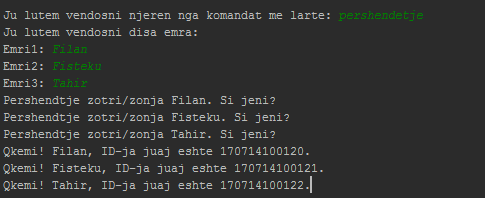 Ju lutem vendosni njeren nga komandat me larte: pershendetje
Ju lutem vendosni disa emra:
Emri1: Filan
Emri2: Fisteku
Emri3: Tahir
Pershendtje zotri/zonja Filan. Si jeni?
Pershendtje zotri/zonja Fisteku. Si jeni?
Pershendtje zotri/zonja Tahir. Si jeni?
Qkemi! Filan, ID-ja juaj eshte 170714100120.
Qkemi! Fisteku, ID-ja juaj eshte 170714100121.
Qkemi! Tahir, ID-ja juaj eshte 170714100122.